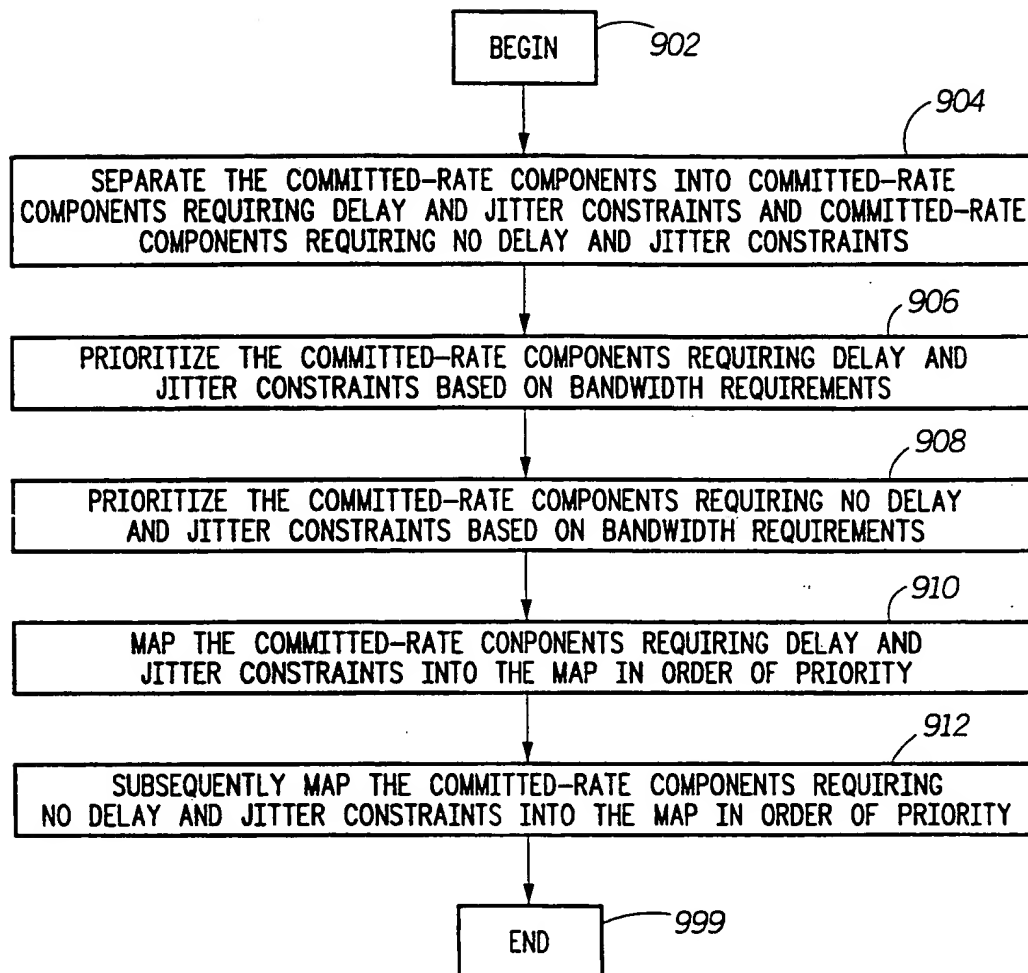 BEGIN
902
904
SEPARATE THE COMMITTED-RATE COMPONENTS INTO COMMITTED-RATE
COMPONENTS REQUIRING DELAY AND JITTER CONSTRAINTS AND COMMITTED-RATE
COMPONENTS REQUIRING NO DELAY AND JITTER CONSTRAINTS
906
PRIORITIZE THE COMMITTED-RATE COMPONENTS REQUIRING DELAY AND
JITTER CONSTRAINTS BASED ON BANDWIDTH REQUIREMENTS
908
PRIORITIZE THE COMMITTED-RATE COMPONENTS REQUIRING NO DELAY
AND JITTER CONSTRAINTS BASED ON BANDWIDTH REQUIREMENTS
910
MAP THE COMMITTED-RATE CONPONENTS REQUIRING DELAY AND
JITTER CONSTRAINTS INTO THE MAP IN ORDER OF PRIORITY
912
SUBSEQUENTLY MAP THE COMMITTED-RATE COMPONENTS REQUIRING
NO DELAY AND JITTER CONSTRAINTS INTO THE MAP IN ORDER OF PRIORITY
END
999